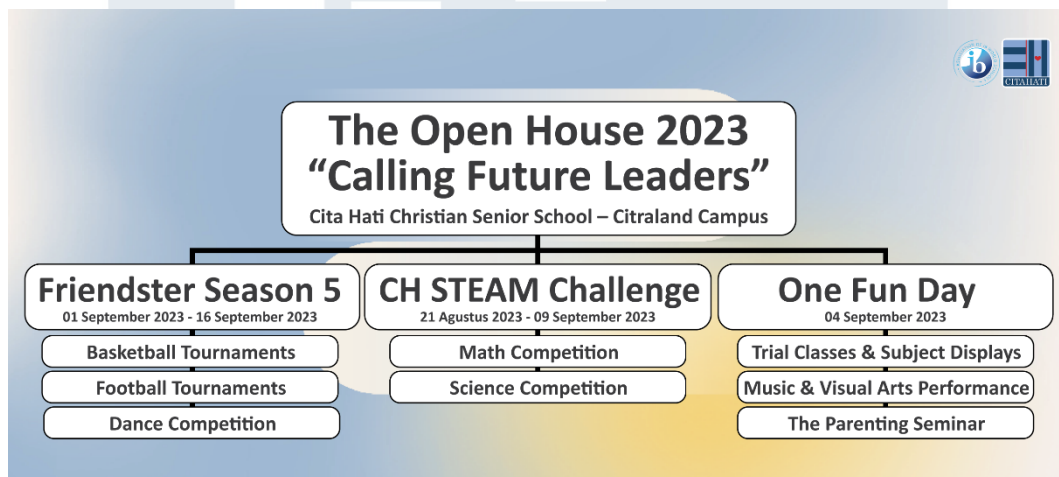 ib
CITAHATI
The Open House 2023
“Calling Future Leaders”
Cita Hati Christian Senior School – Citraland Campus
Friendster Season 5
01 September 2023 - 16 September 2023
Basketball Tournaments
Football Tournaments
Dance Competition
CH STEAM Challenge
21 Agustus 2023 - 09 September 2023
Math Competition
Science Competition
One Fun Day
04 September 2023
Trial Classes & Subject Displays
Music & Visual Arts Performance
The Parenting Seminar